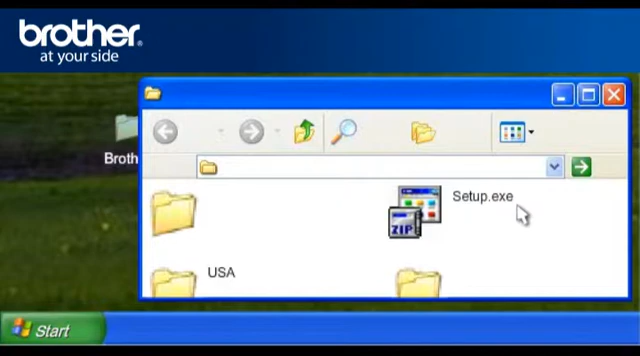 brother
at your side
Broth
Setup.exe
ZIP
USA
Start